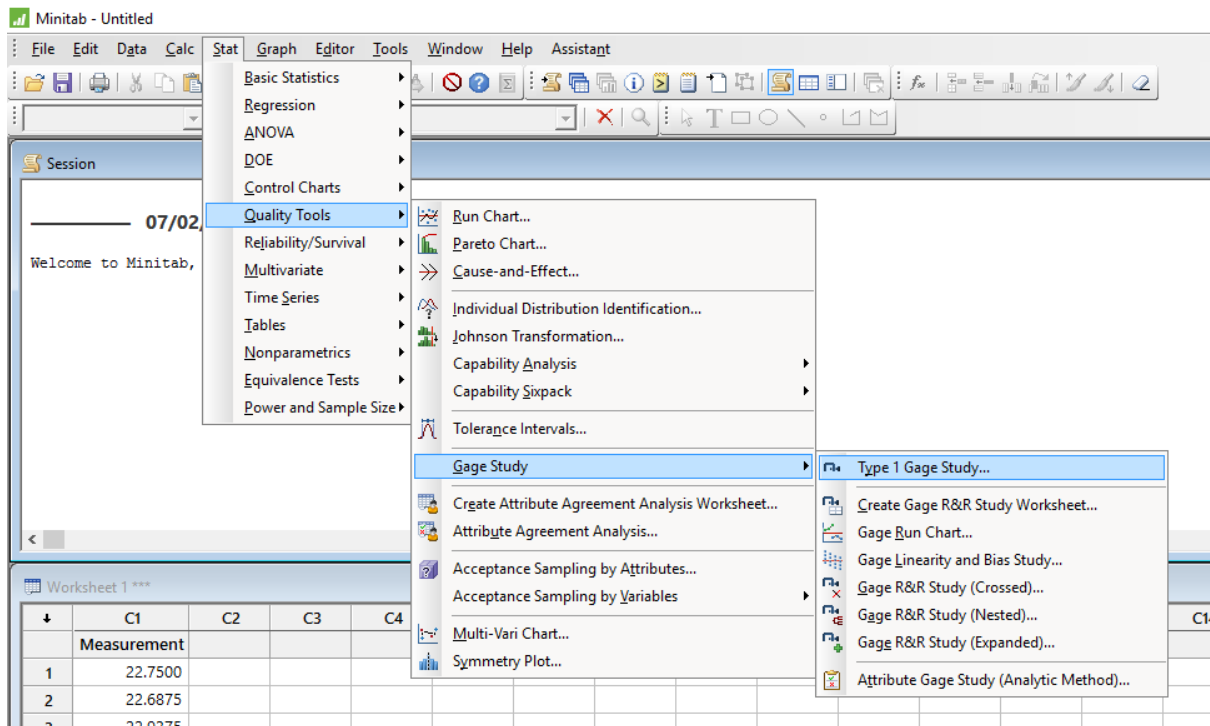 Minitab - Untitled
File Edit Data Calc Stat Graph Editor Tools Window Help Assistant
Basic Statistics
Regression
ANOVA
DOE
Control Charts
Quality Tools
Reliability/Survival
Multivariate
Time Series
Tables
Nonparametrics
Equivalence Tests
Power and Sample Size
Run Chart...
Pareto Chart...
Cause-and-Effect...
Individual Distribution Identification...
Johnson Transformation...
Capability Analysis
Capability Sixpack
Tolerance Intervals...
Gage Study
Create Attribute Agreement Analysis Worksheet...
Attribute Agreement Analysis...
Acceptance Sampling by Attributes...
Acceptance Sampling by Variables
Multi-Vari Chart...
Symmetry Plot...
Type 1 Gage Study...
Create Gage R&R Study Worksheet...
Gage Run Chart...
Gage Linearity and Bias Study...
Gage R&R Study (Crossed)...
Gage R&R Study (Nested)...
Gage R&R Study (Expanded)...
Attribute Gage Study (Analytic Method)...
Session
07/02/
Welcome to Minitab,
Worksheet 1 ***
C1 C2 C3 C4
Measurement
1 22.7500
2 22.6875